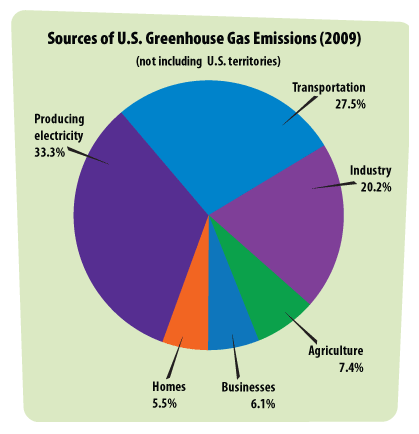 Sources of U.S. Greenhouse Gas Emissions (2009)
(not including U.S. territories)
Transportation
27.5%
Producing
electricity
33.3%
Industry
20.2%
Agriculture
7.4%
Homes
5.5%
Businesses
6.1%